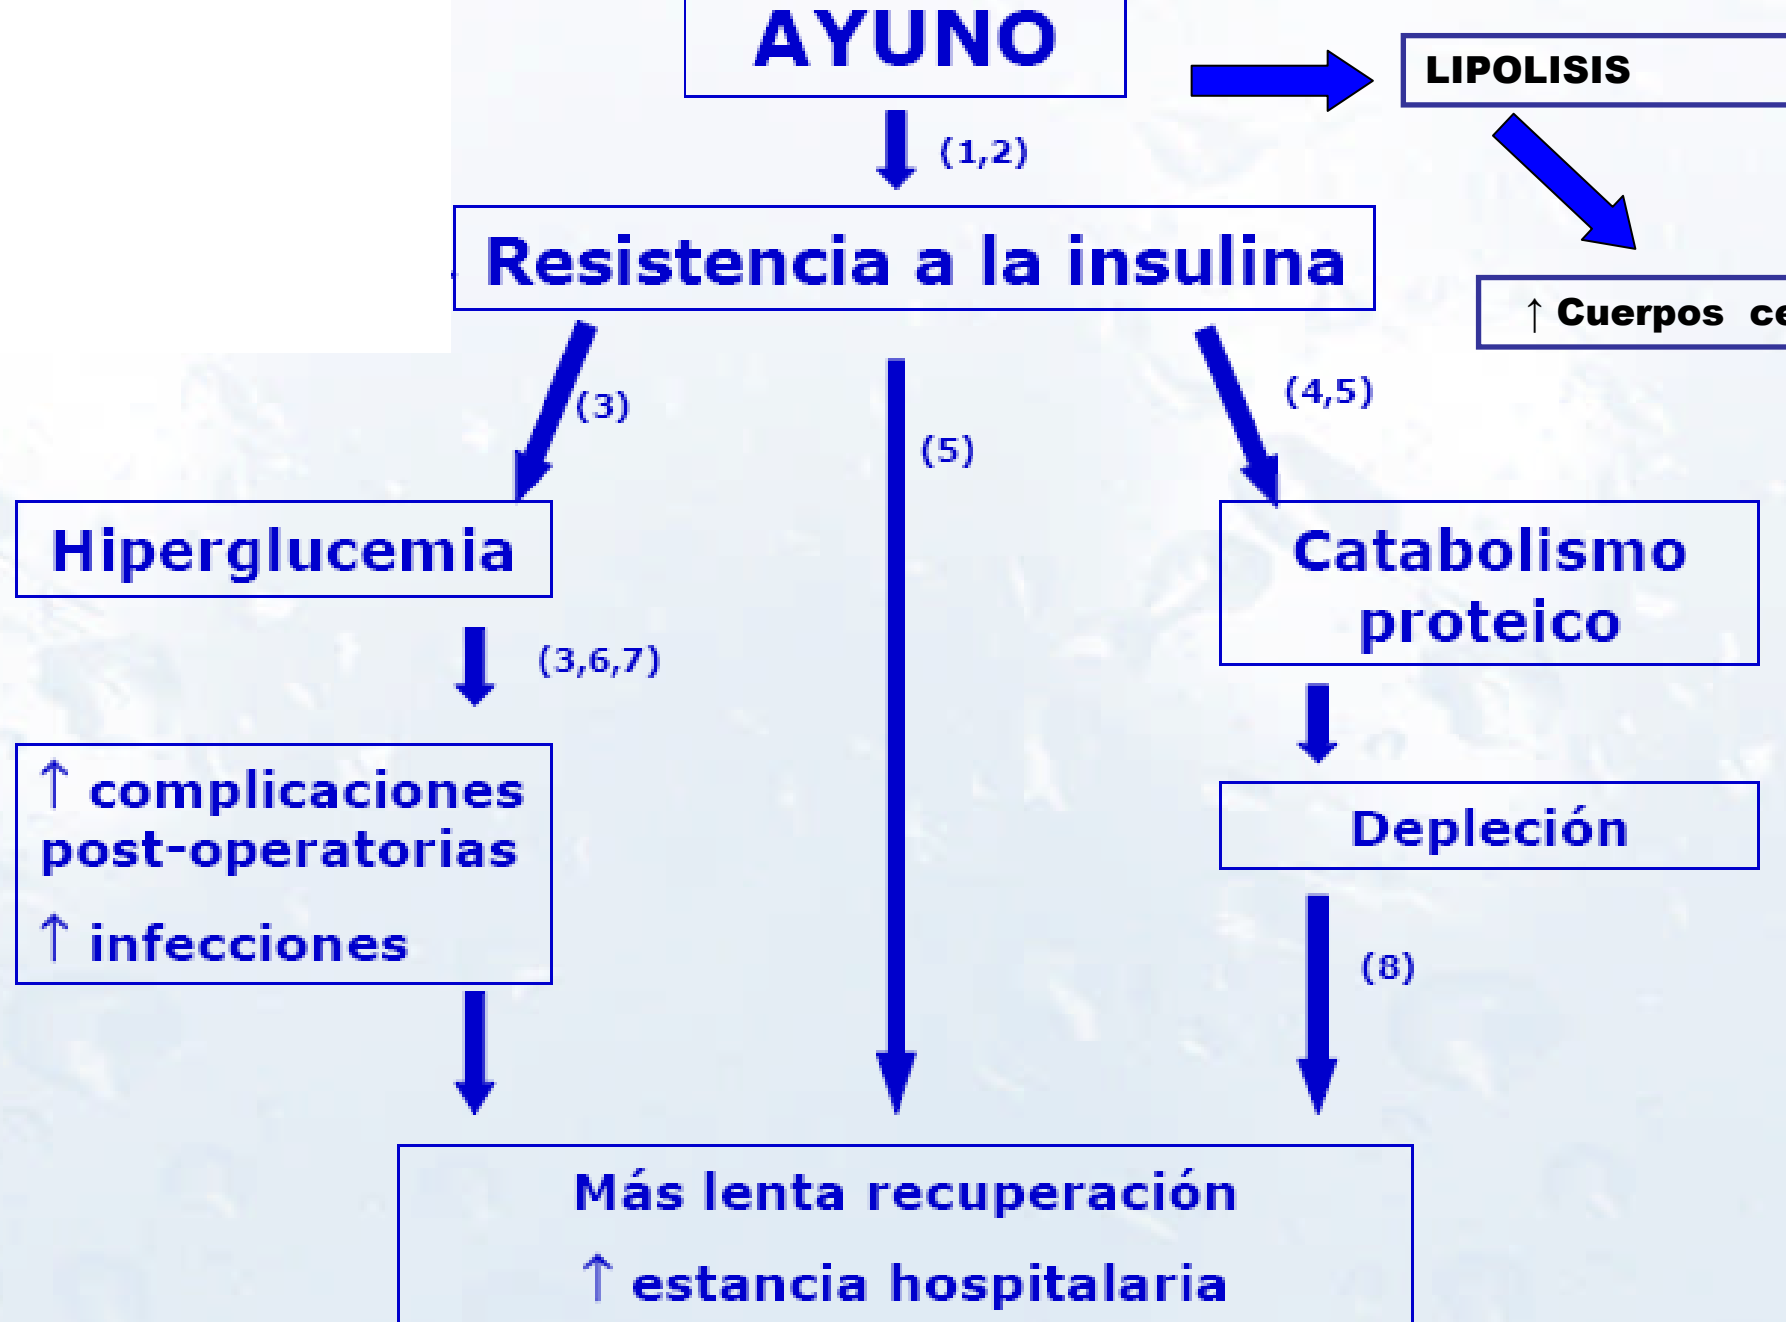 AYUNO
LIPOLISIS
(1,2)
Resistencia a la insulina
↑ Cuerpos
(3)
(5)
(4,5)
Hiperglucemia
Catabolismo
proteico
(3,6,7)
↑ complicaciones
post-operatorias
↑ infecciones
Depleción
(8)
Más lenta recuperación
↑ estancia hospitalaria